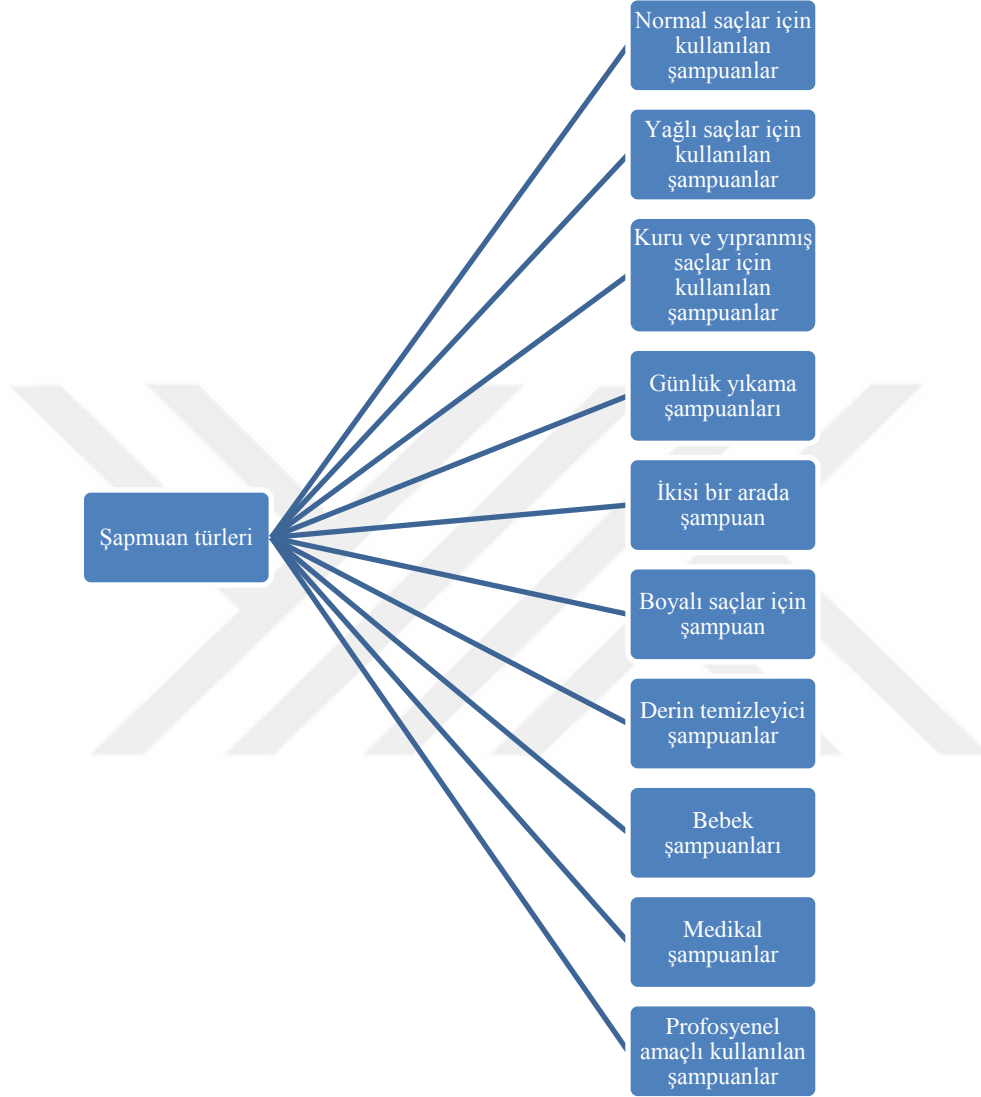 Normal saçlar için
kullanılan
şampuanlar
Yağlı saçlar için
kullanılan
şampuanlar
Kuru ve yıpranmış
saçlar için
kullanılan
şampuanlar
Günlük yıkama
şampuanları
İkisi bir arada
şampuan
Şapmuan türleri
Boyalı saçlar için
şampuan
Derin temizleyici
şampuanlar
Bebek
şampuanları
Medikal
şampuanlar
Profosyenel
amaçlı kullanılan
şampuanlar